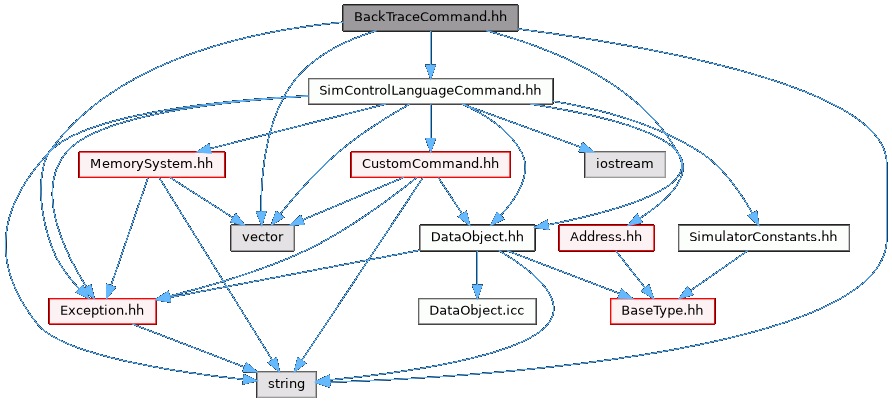 BackTraceCommand.hh
SimControlLanguageCommand.hh
MemorySystem.hh
CustomCommand.hh
iostream
vector
DataObject.hh
Address.hh
SimulatorConstants.hh
Exception.hh
DataObject.icc
BaseType.hh
string